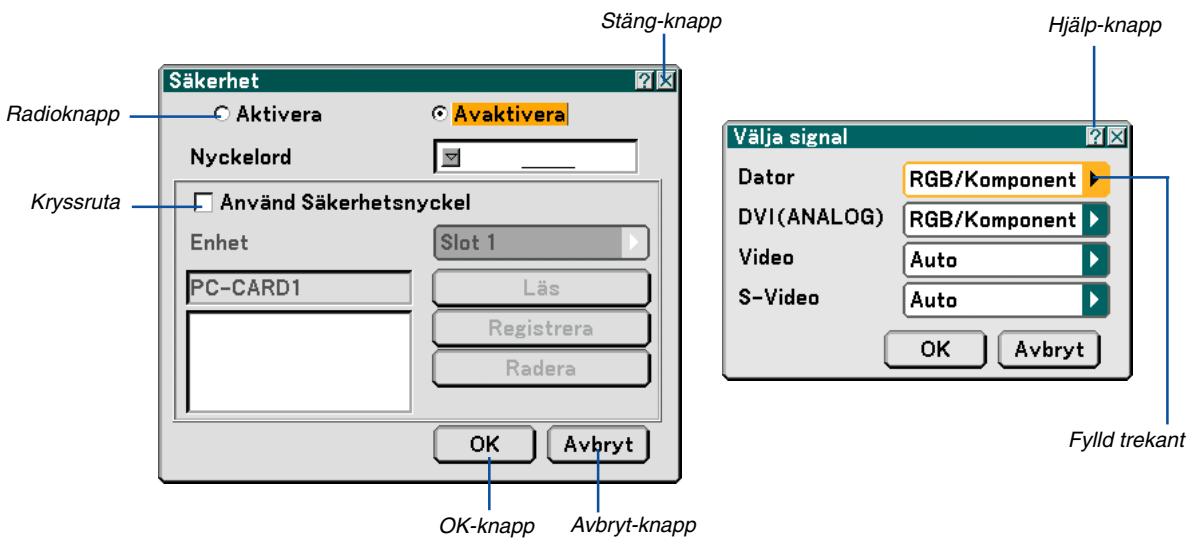 Stäng-knapp
Hjälp-knapp
Säkerhet
Radioknapp
Aktivera
Avaktivera
Nyckelord
Kryssruta
Använd Säkerhetsnyckel
Enhet
Slot 1
PC-CARD1
Läs
Registrera
Radera
OK
Avbryt
OK-knapp
Avbryt-knapp
Välja signal
Dator
RGB/Komponent
DVI(ANALOG)
RGB/Komponent
Video
Auto
S-Video
Auto
OK
Avbryt
Fylld trekant